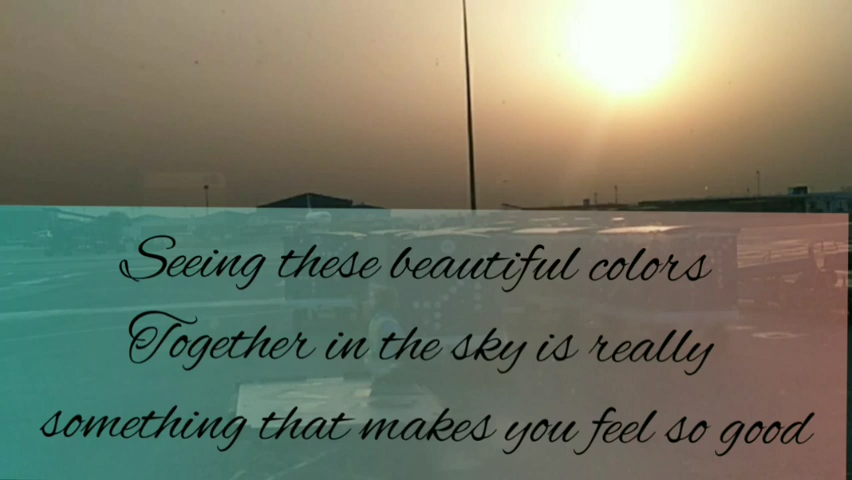 Seeing these beautiful colors
Together in the sky is really
something that makes you feel so good